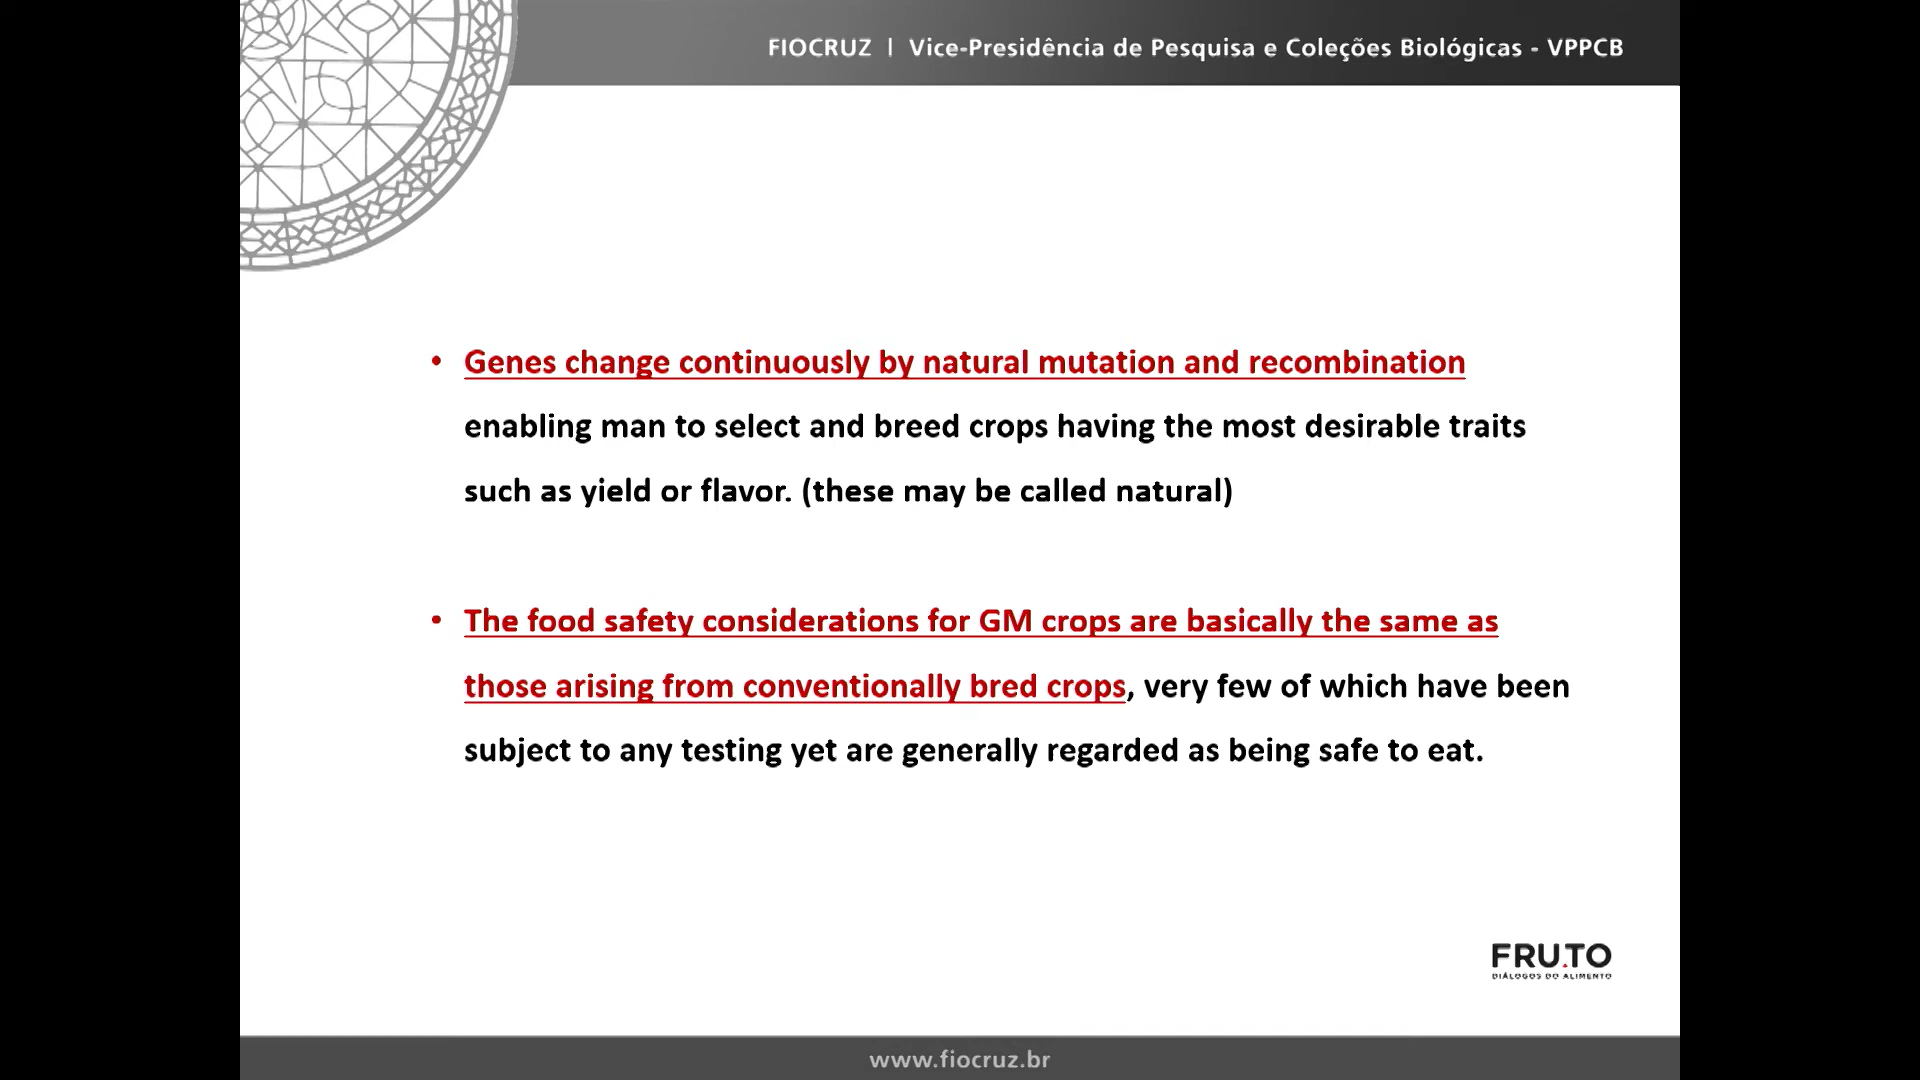 FIOCRUZ | Vice-Presidência de Pesquisa e Coleções Biológicas - VPPCB
• Genes change continuously by natural mutation and recombination
enabling man to select and breed crops having the most desirable traits
such as yield or flavor. (these may be called natural)
• The food safety considerations for GM crops are basically the same as
those arising from conventionally bred crops, very few of which have been
subject to any testing yet are generally regarded as being safe to eat.
FRU.TO
DIÁLOGOS DO ALIMENTO
www.fiocruz.br